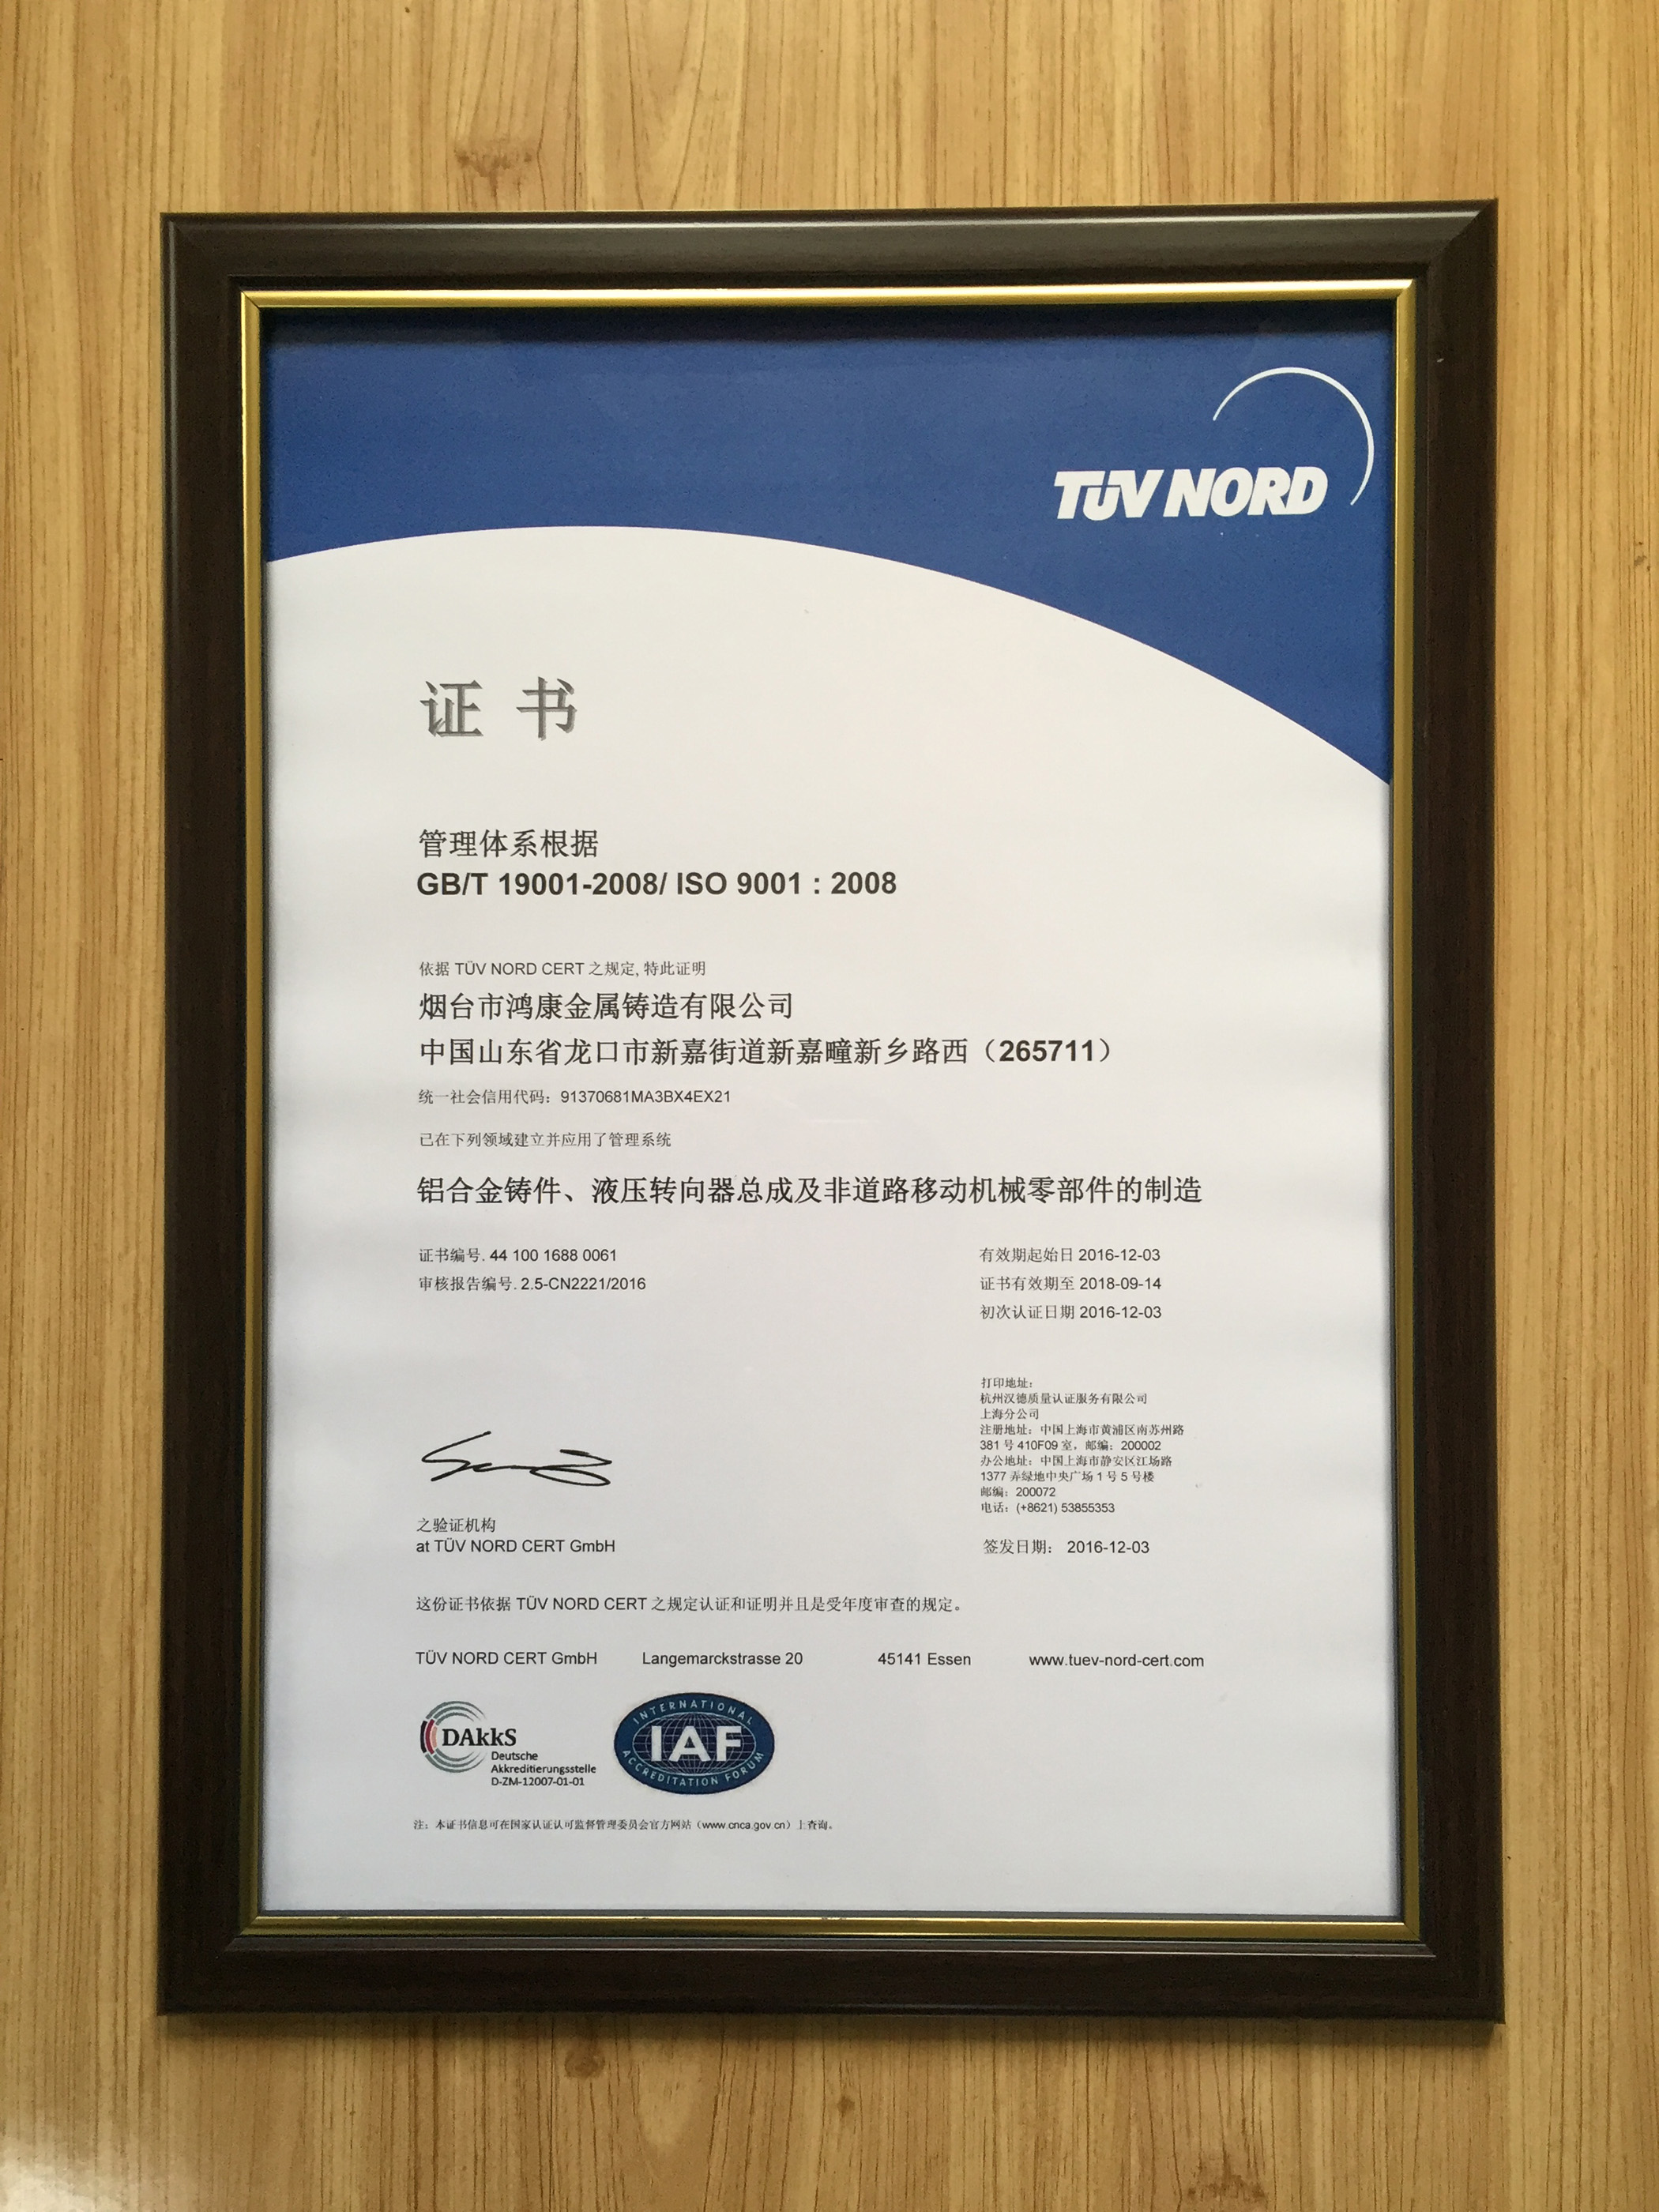 TÜV NORD
证 书
管理体系根据
GB/T 19001-2008/ ISO 9001 : 2008
依据 TÜV NORD CERT 之规定, 特此证明
烟台市鸿康金属铸造有限公司
中国山东省龙口市新嘉街道新嘉疃新乡路西（265711）
统一社会信用代码：91370681MA3BX4EX21
已在下列领域建立并应用了管理系统
铝合金铸件、液压转向器总成及非道路移动机械零部件的制造
证书编号. 44 100 1688 0061
审核报告编号. 2.5-CN2221/2016
有效期起始日 2016-12-03
证书有效期至 2018-09-14
初次认证日期 2016-12-03
打印地址：
杭州汉德质量认证服务有限公司
上海分公司
注册地址：中国上海市黄浦区南苏州路
381 号 410F09 室，邮编：200002
办公地址：中国上海市静安区江场路
1377 弄绿地中央广场 1 号 5 号楼
邮编：200072
电话：(+8621) 53855353
之验证机构
at TÜV NORD CERT GmbH
签发日期： 2016-12-03
这份证书依据 TÜV NORD CERT 之规定认证和证明并且是受年度审查的规定。
TÜV NORD CERT GmbH Langemarckstrasse 20 45141 Essen www.tuev-nord-cert.com
DAkkS
Deutsche
Akkreditierungsstelle
D-ZM-12007-01-01
INTERNATIONAL
IAF
ACCREDITATION FORUM
注：本证书信息可在国家认证认可监督管理委员会官方网站（www.cnca.gov.cn）上查询。